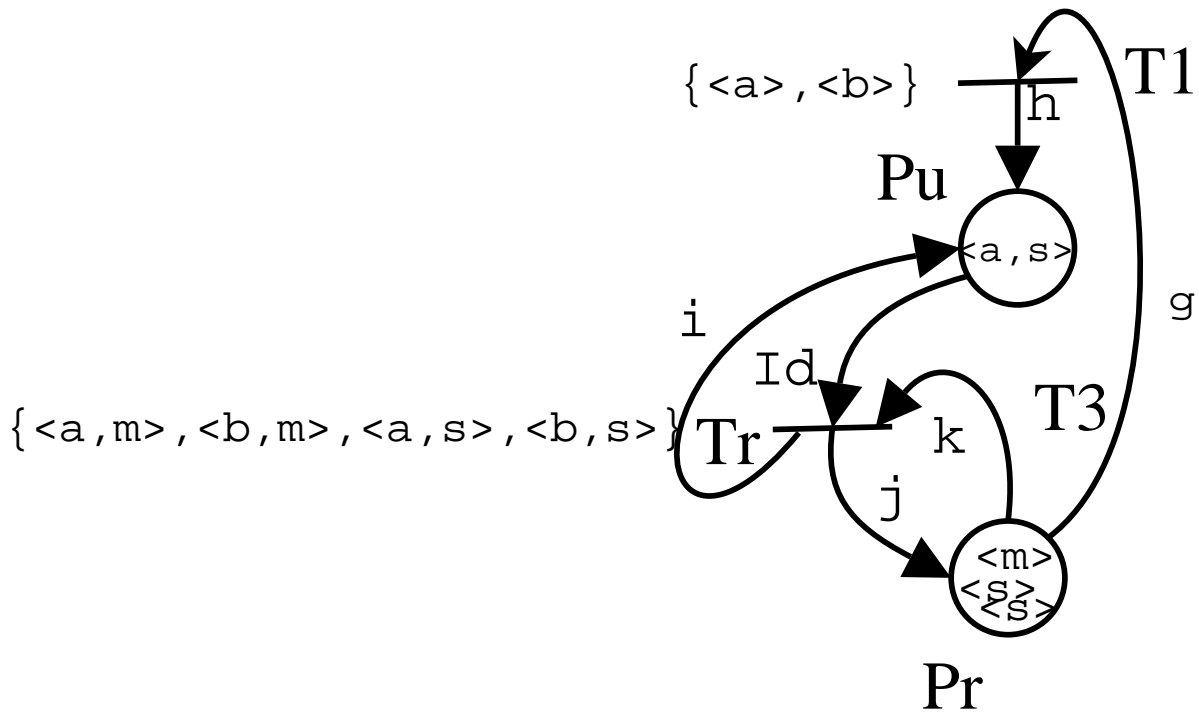 T1
{<a>,<b>}
h
Pu
<a,s>
i
g
Id
T3
{<a,m>,<b,m>,<a,s>,<b,s>}
Tr
k
j
<m>
<s>
<s>
Pr